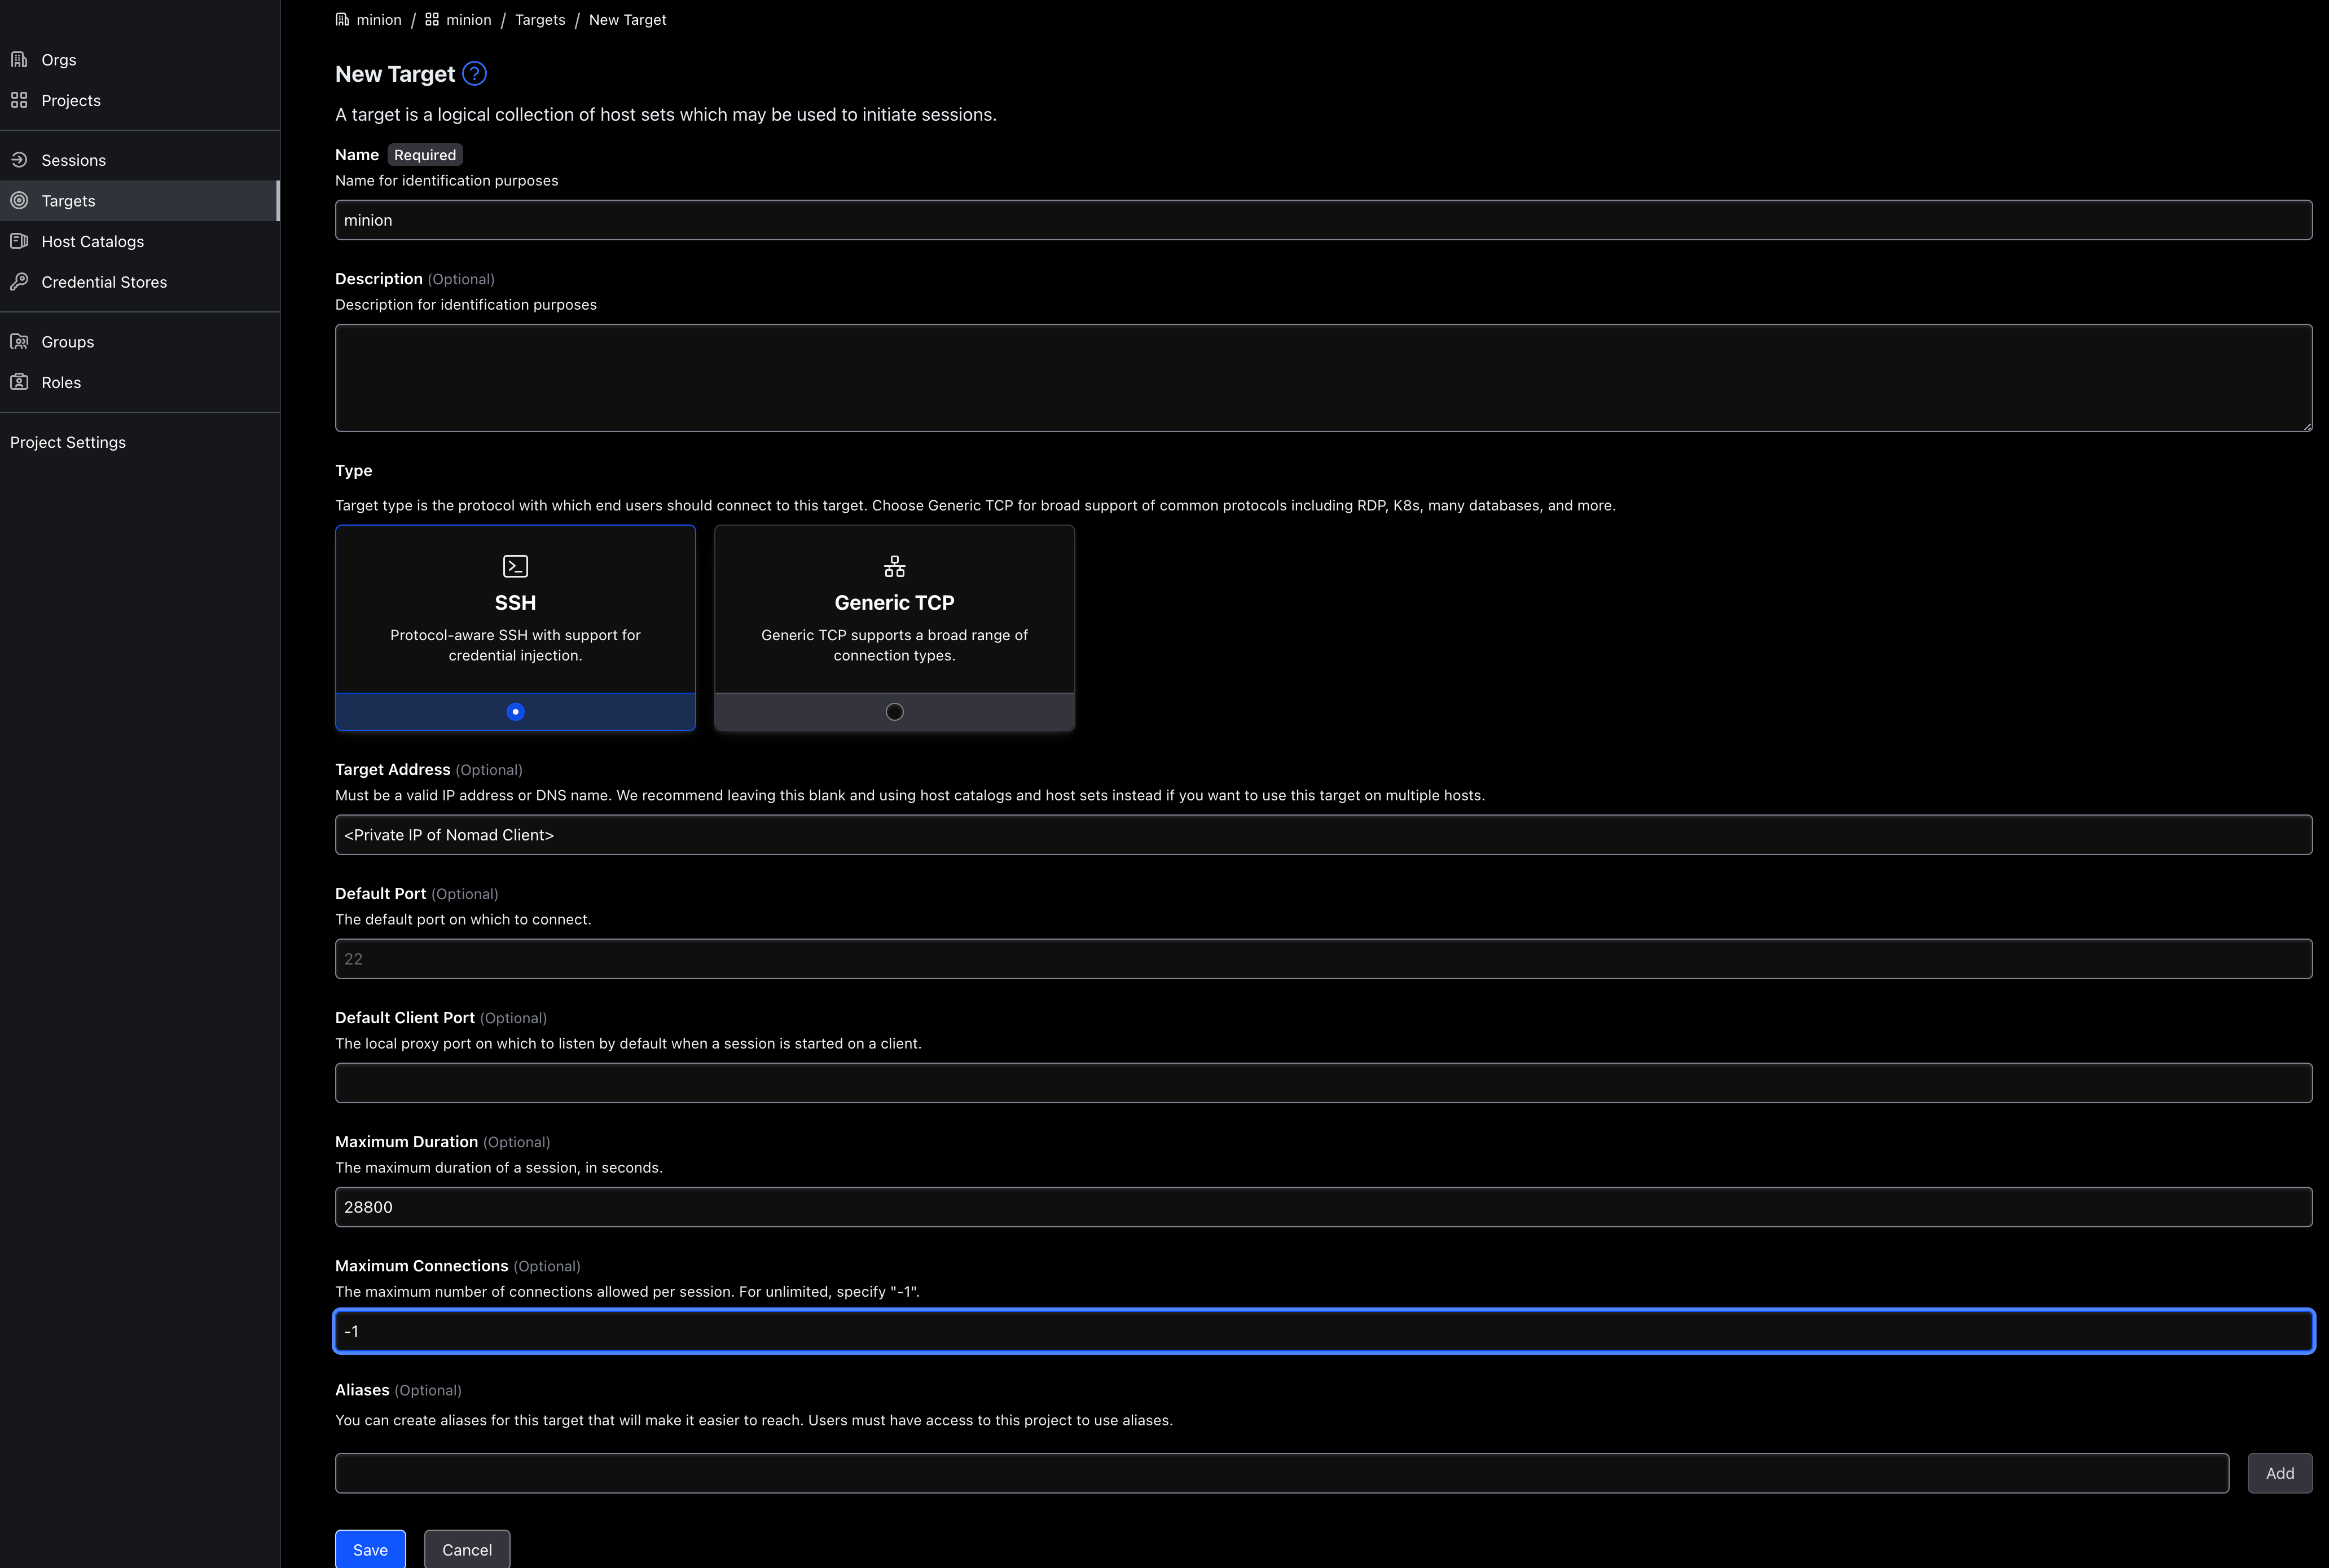 minion / minion / Targets / New Target
Orgs
Projects
Sessions
Targets
Host Catalogs
Credential Stores
Groups
Roles
Project Settings
New Target ?
A target is a logical collection of host sets which may be used to initiate sessions.
Name Required
Name for identification purposes
minion
Description (Optional)
Description for identification purposes
Type
Target type is the protocol with which end users should connect to this target. Choose Generic TCP for broad support of common protocols including RDP, K8s, many databases, and more.
SSH
Protocol-aware SSH with support for
credential injection.
Generic TCP
Generic TCP supports a broad range of
connection types.
Target Address (Optional)
Must be a valid IP address or DNS name. We recommend leaving this blank and using host catalogs and host sets instead if you want to use this target on multiple hosts.
<Private IP of Nomad Client>
Default Port (Optional)
The default port on which to connect.
22
Default Client Port (Optional)
The local proxy port on which to listen by default when a session is started on a client.
Maximum Duration (Optional)
The maximum duration of a session, in seconds.
28800
Maximum Connections (Optional)
The maximum number of connections allowed per session. For unlimited, specify "-1".
-1
Aliases (Optional)
You can create aliases for this target that will make it easier to reach. Users must have access to this project to use aliases.
Add
Save Cancel